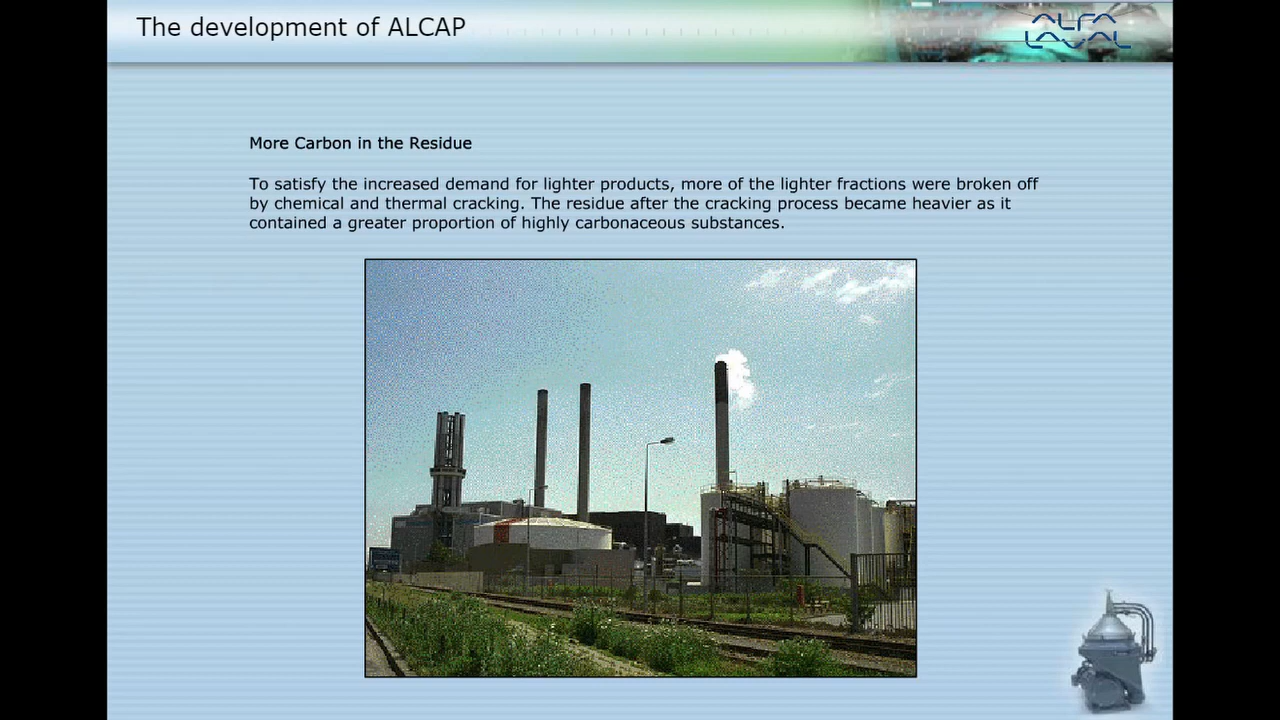 The development of ALCAP
ALFA
LAVAL
More Carbon in the Residue
To satisfy the increased demand for lighter products, more of the lighter fractions were broken off
by chemical and thermal cracking. The residue after the cracking process became heavier as it
contained a greater proportion of highly carbonaceous substances.